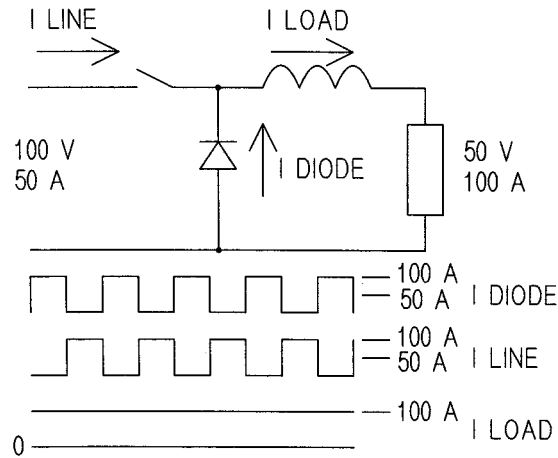 I LINE
I LOAD
100 V
50 A
I DIODE
50 V
100 A
100 A
50 A
I DIODE
100 A
50 A
I LINE
100 A
I LOAD
0